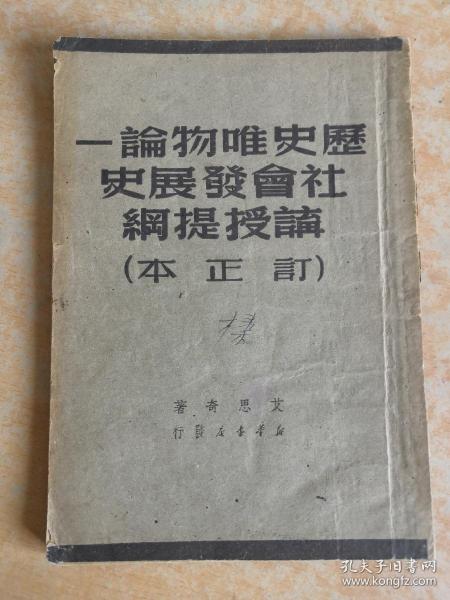 歷史唯物論一
社會發展史
講授提綱
(訂正本)
艾思奇著
新華書店發行
孔夫子旧书网
www.kongfz.com